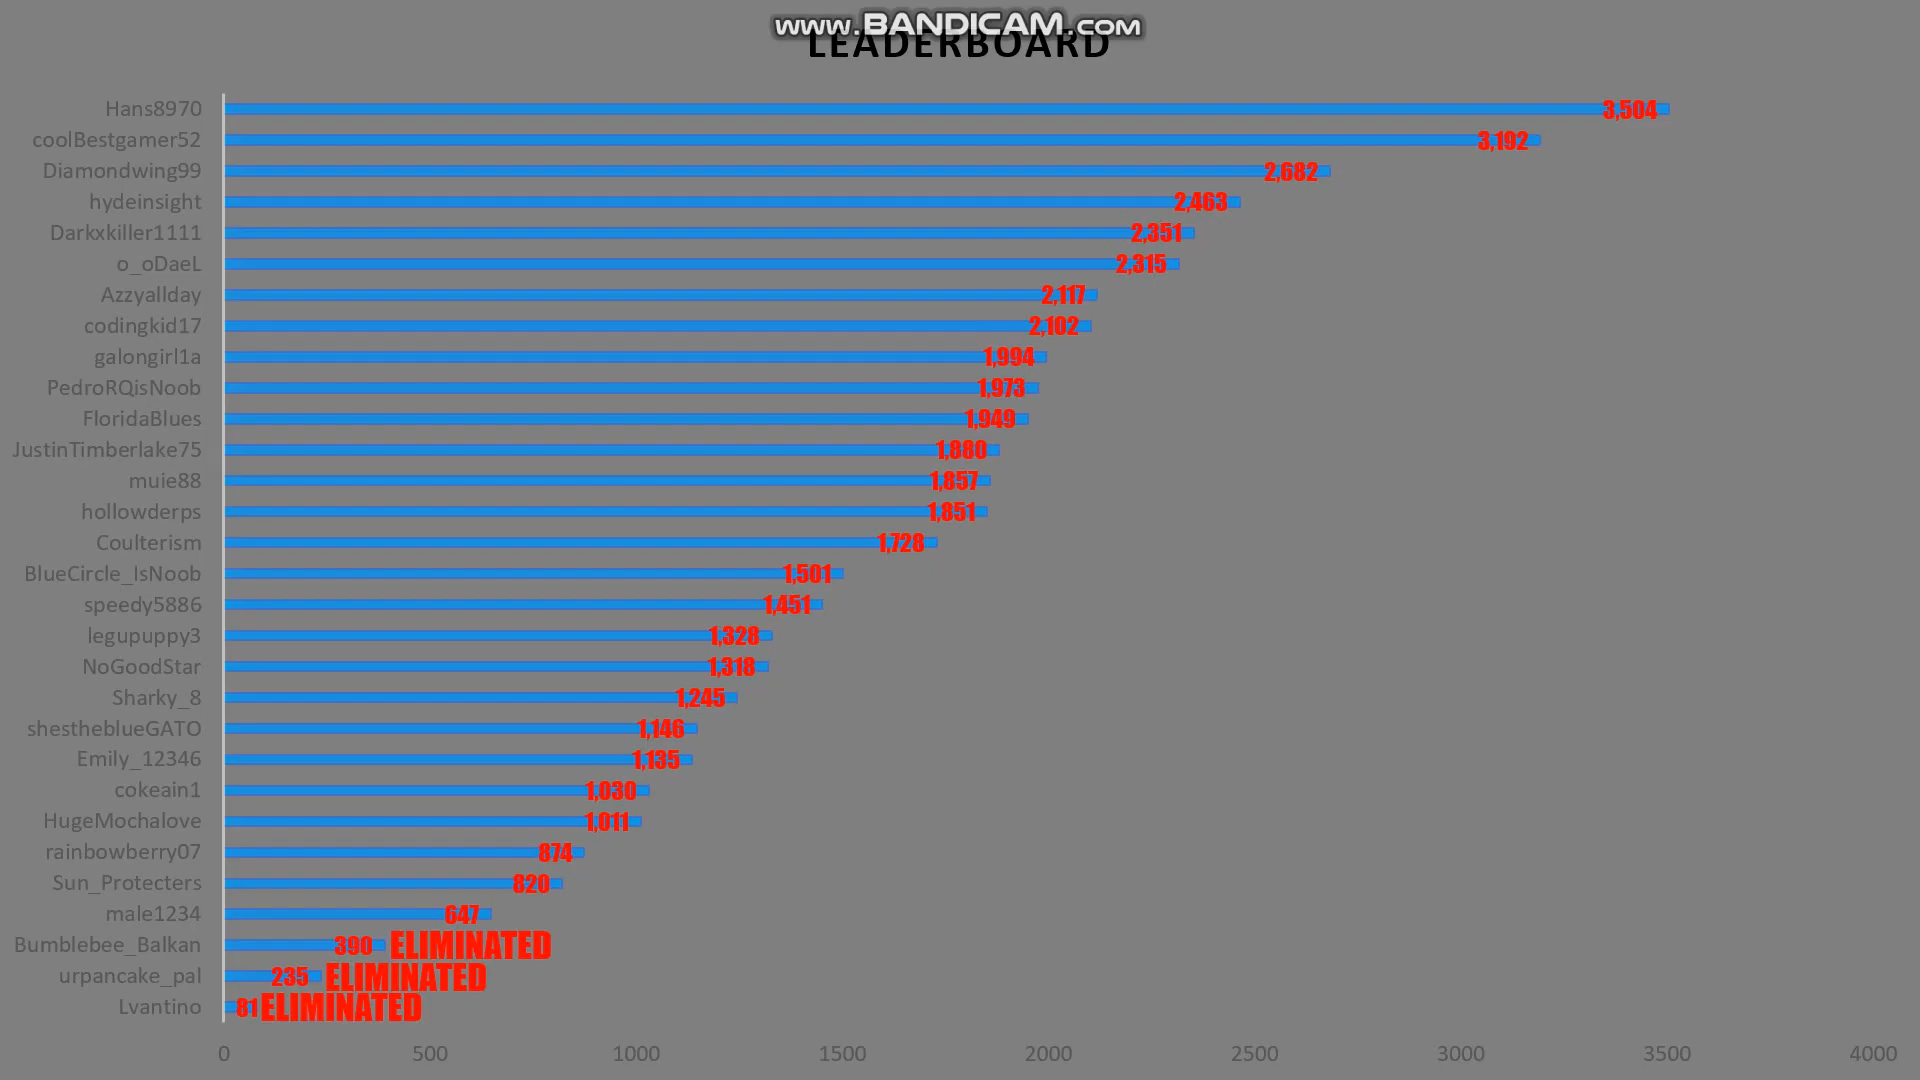 www.BANDICAM.COM
LEADERBOARD
Hans8970 3,504
coolBestgamer52 3,192
Diamondwing99 2,682
hydeinsight 2,463
Darkxkiller1111 2,351
o_oDaeL 2,315
Azzyallday 2,117
codingkid17 2,102
galongirl1a 1,994
PedroRQisNoob 1,973
FloridaBlues 1,949
JustinTimberlake75 1,880
muie88 1,857
hollowderps 1,851
Coulterism 1,728
BlueCircle_IsNoob 1,501
speedy5886 1,451
legupuppy3 1,328
NoGoodStar 1,318
Sharky_8 1,245
shestheblueGATO 1,146
Emily_12346 1,135
cokeain1 1,030
HugeMochalove 1,011
rainbowberry07 874
Sun_Protecters 820
male1234 647
Bumblebee_Balkan 390 ELIMINATED
urpancake_pal 235 ELIMINATED
Lvantino 81 ELIMINATED
0 500 1000 1500 2000 2500 3000 3500 4000